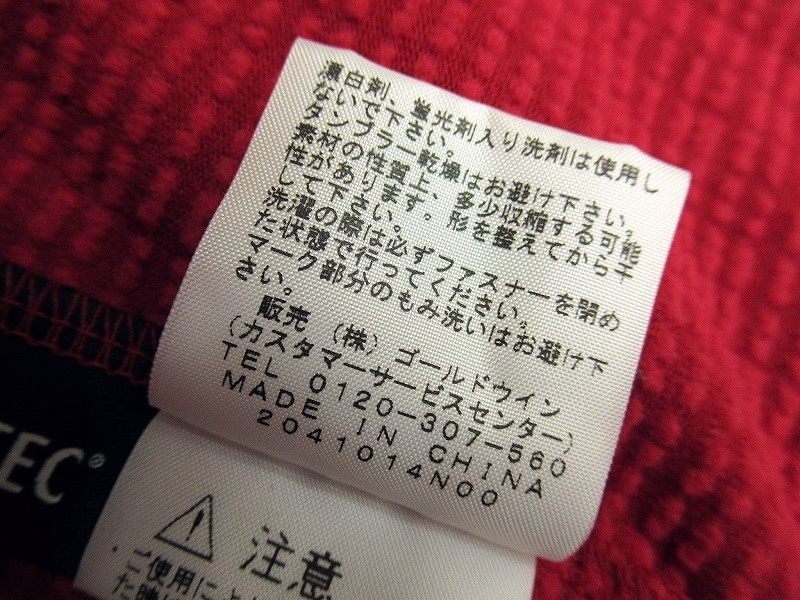 漂白剤、蛍光剤入り洗剤は使用し
ないで下さい。
タンブラー乾燥はお避け下さい。
素材の性質上、多少収縮する可能
性があります。形を整えてから干
して下さい。
洗濯の際は必ずファスナーを閉め
た状態で行ってください。
マーク部分のもみ洗いはお避け下
さい。
販売 (株)ゴールドウイン
(カスタマーサービスセンター)
TEL 0120-307-560
MADE IN CHINA
2041014N00
TEC®
注意
・ご使用によ